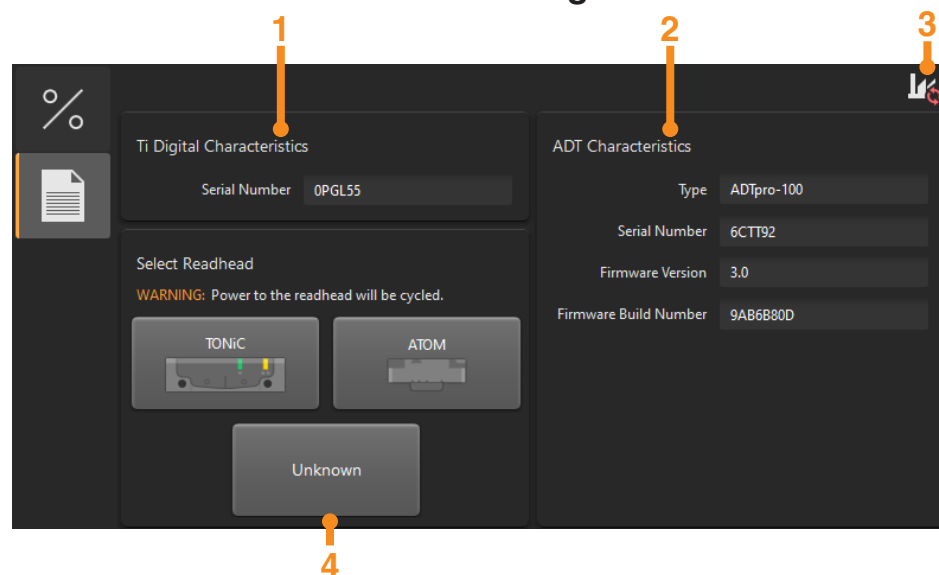 1
2
3
%
Ti Digital Characteristics
Serial Number 0PGL55
ADT Characteristics
Type ADTpro-100
Serial Number 6CTT92
Firmware Version 3.0
Firmware Build Number 9AB6B80D
Select Readhead
WARNING: Power to the readhead will be cycled.
TONiC
ATOM
Unknown
4